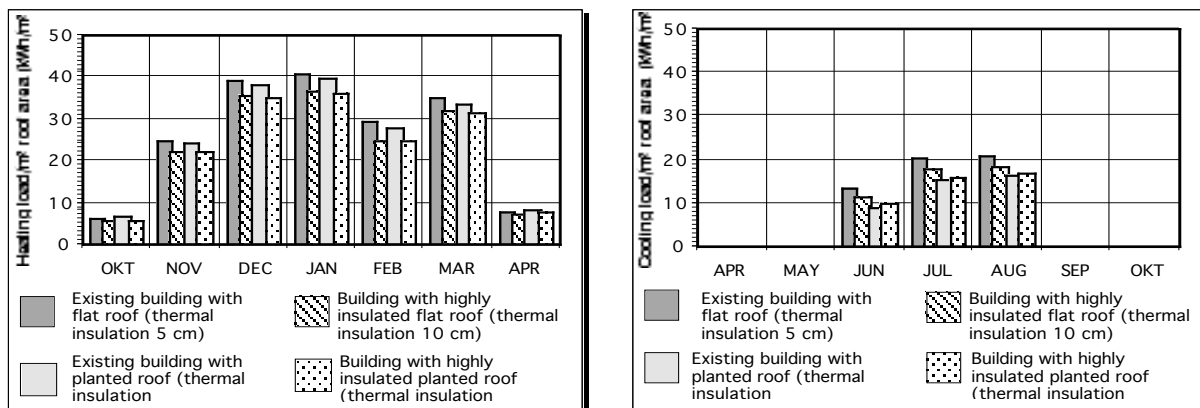 Heating load/m² roof area (kWh/m²
50
40
30
20
10
0
OKT NOV DEC JAN FEB MAR APR
Existing building with
flat roof (thermal
insulation 5 cm)
Building with highly
insulated flat roof (thermal
insulation 10 cm)
Existing building with
planted roof (thermal
insulation
Building with highly
insulated planted roof
(thermal insulation
Cooling load/m² roof area (kWh/m²
50
40
30
20
10
0
APR MAY JUN JUL AUG SEP OKT
Existing building with
flat roof (thermal
insulation 5 cm)
Building with highly
insulated flat roof (thermal
insulation 10 cm)
Existing building with
planted roof (thermal
insulation
Building with highly
insulated planted roof
(thermal insulation